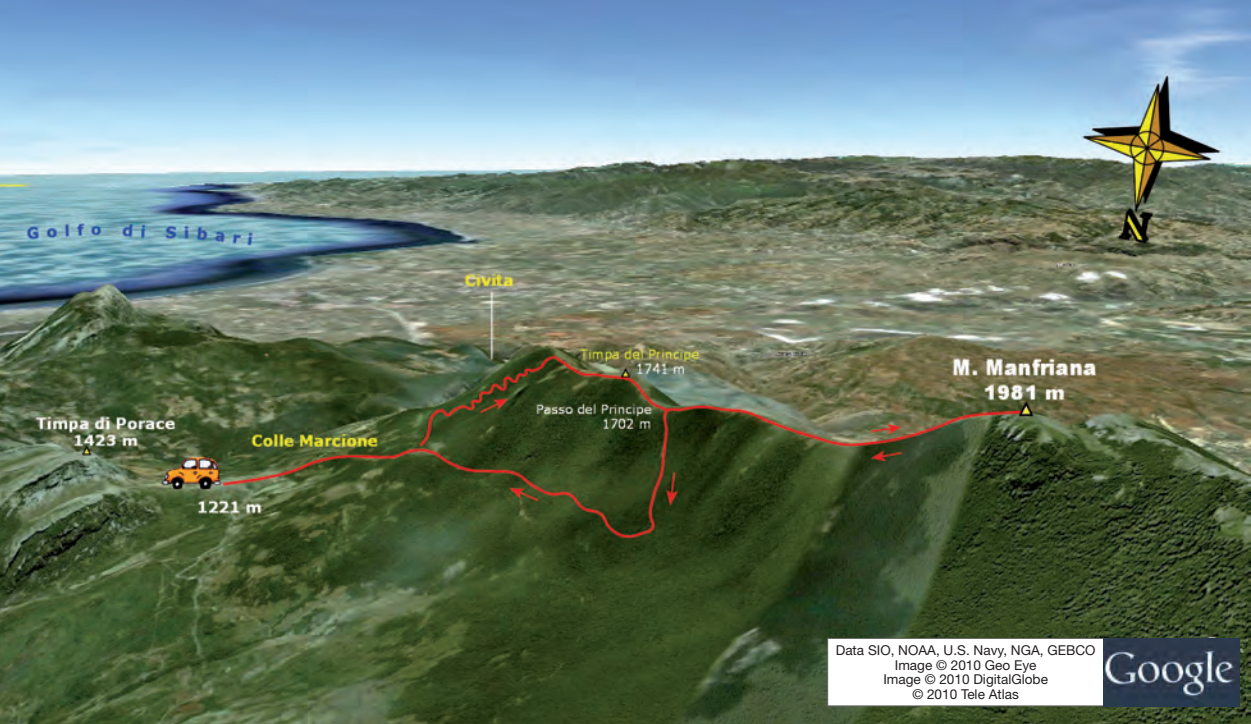 N
Golfo di Sibari
Civita
Timpa del Principe
1741 m
M. Manfriana
1981 m
Passo del Principe
1702 m
Timpa di Porace
1423 m
Colle Marcione
1221 m
Data SIO, NOAA, U.S. Navy, NGA, GEBCO
Image © 2010 Geo Eye
Image © 2010 DigitalGlobe
© 2010 Tele Atlas
Google